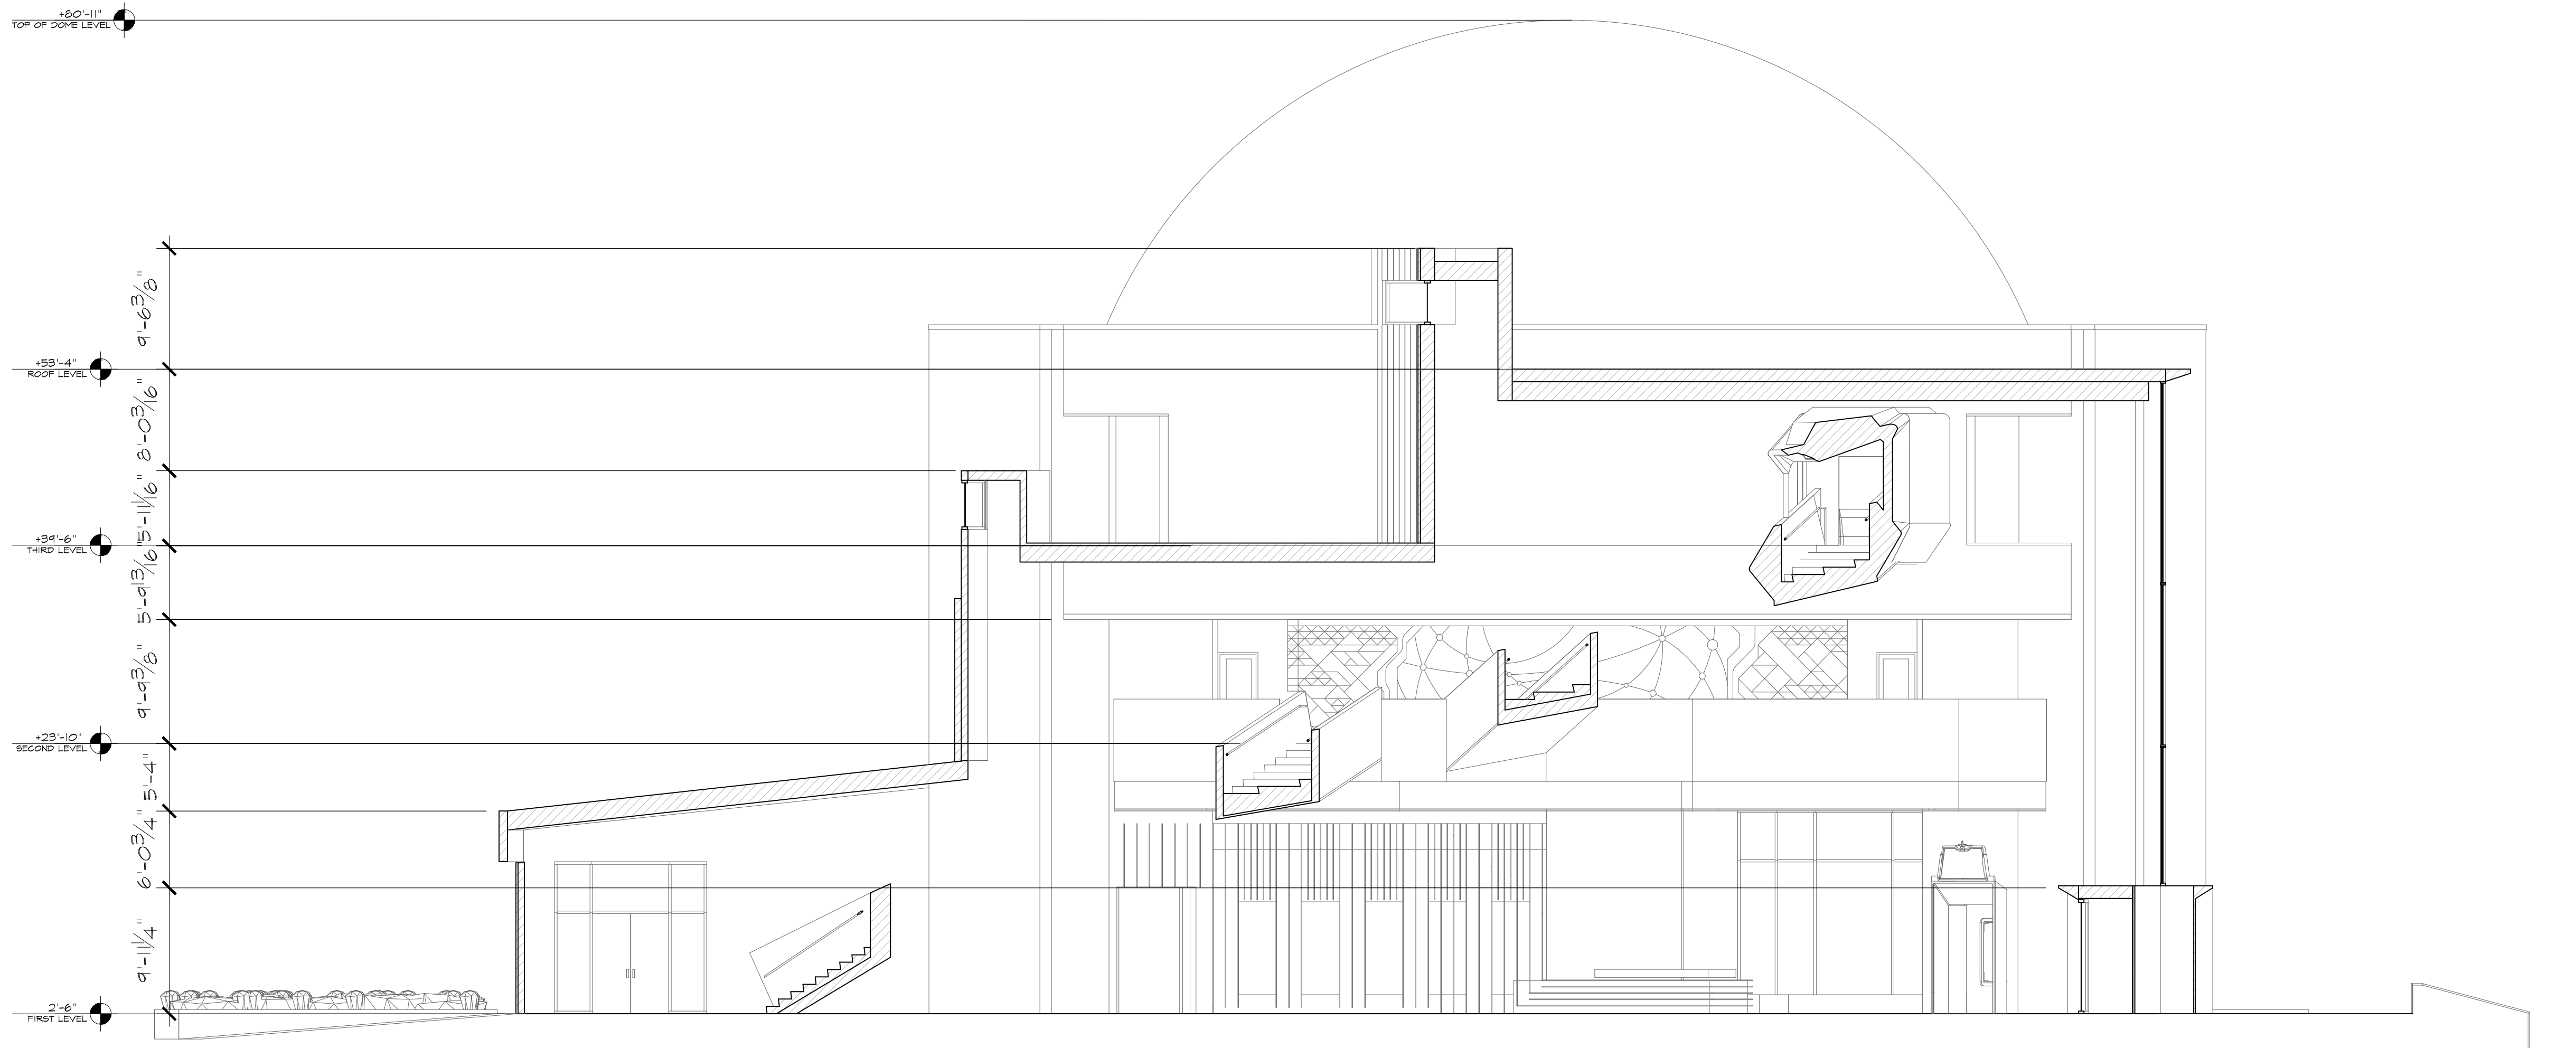 +80'-11"
TOP OF DOME LEVEL
9'-6 3/8"
+53'-4"
ROOF LEVEL
8'-0 3/16"
5'-11 1/16"
+39'-6"
THIRD LEVEL
5'-9 13/16"
9'-9 3/8"
+23'-10"
SECOND LEVEL
5'-4"
6'-0 3/4"
9'-11 1/4"
2'-6"
FIRST LEVEL